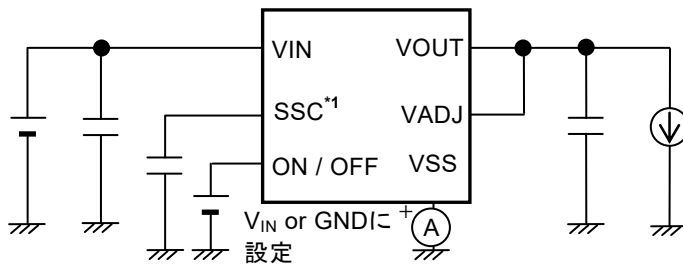 VIN
VOUT
SSC*1
VADJ
ON / OFF
VSS
VIN or GNDに
設定
+
A